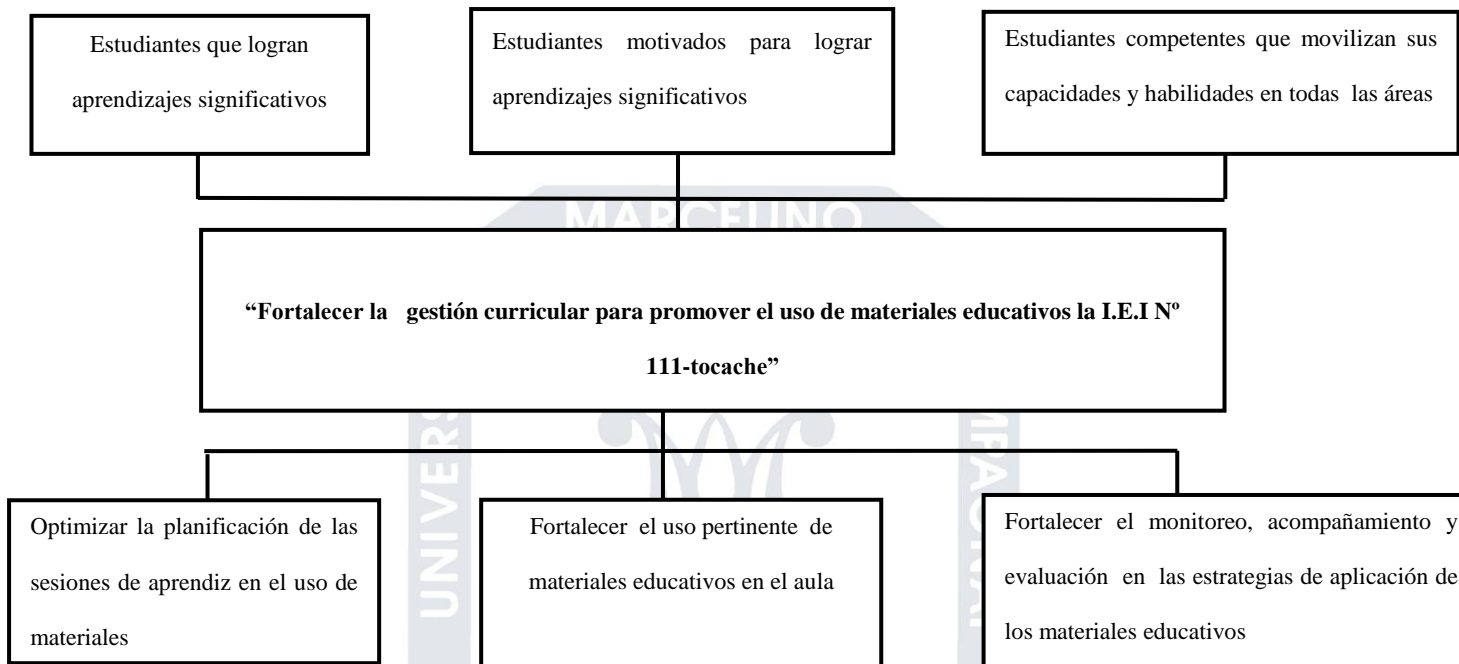 Estudiantes que logran
aprendizajes significativos
Estudiantes motivados para lograr
aprendizajes significativos
Estudiantes competentes que movilizan sus
capacidades y habilidades en todas las áreas
MARCELINO
“Fortalecer la gestión curricular para promover el uso de materiales educativos la I.E.I Nº
111-tocache”
Optimizar la planificación de las
sesiones de aprendiz en el uso de
materiales
Fortalecer el uso pertinente de
materiales educativos en el aula
Fortalecer el monitoreo, acompañamiento y
evaluación en las estrategias de aplicación de
los materiales educativos